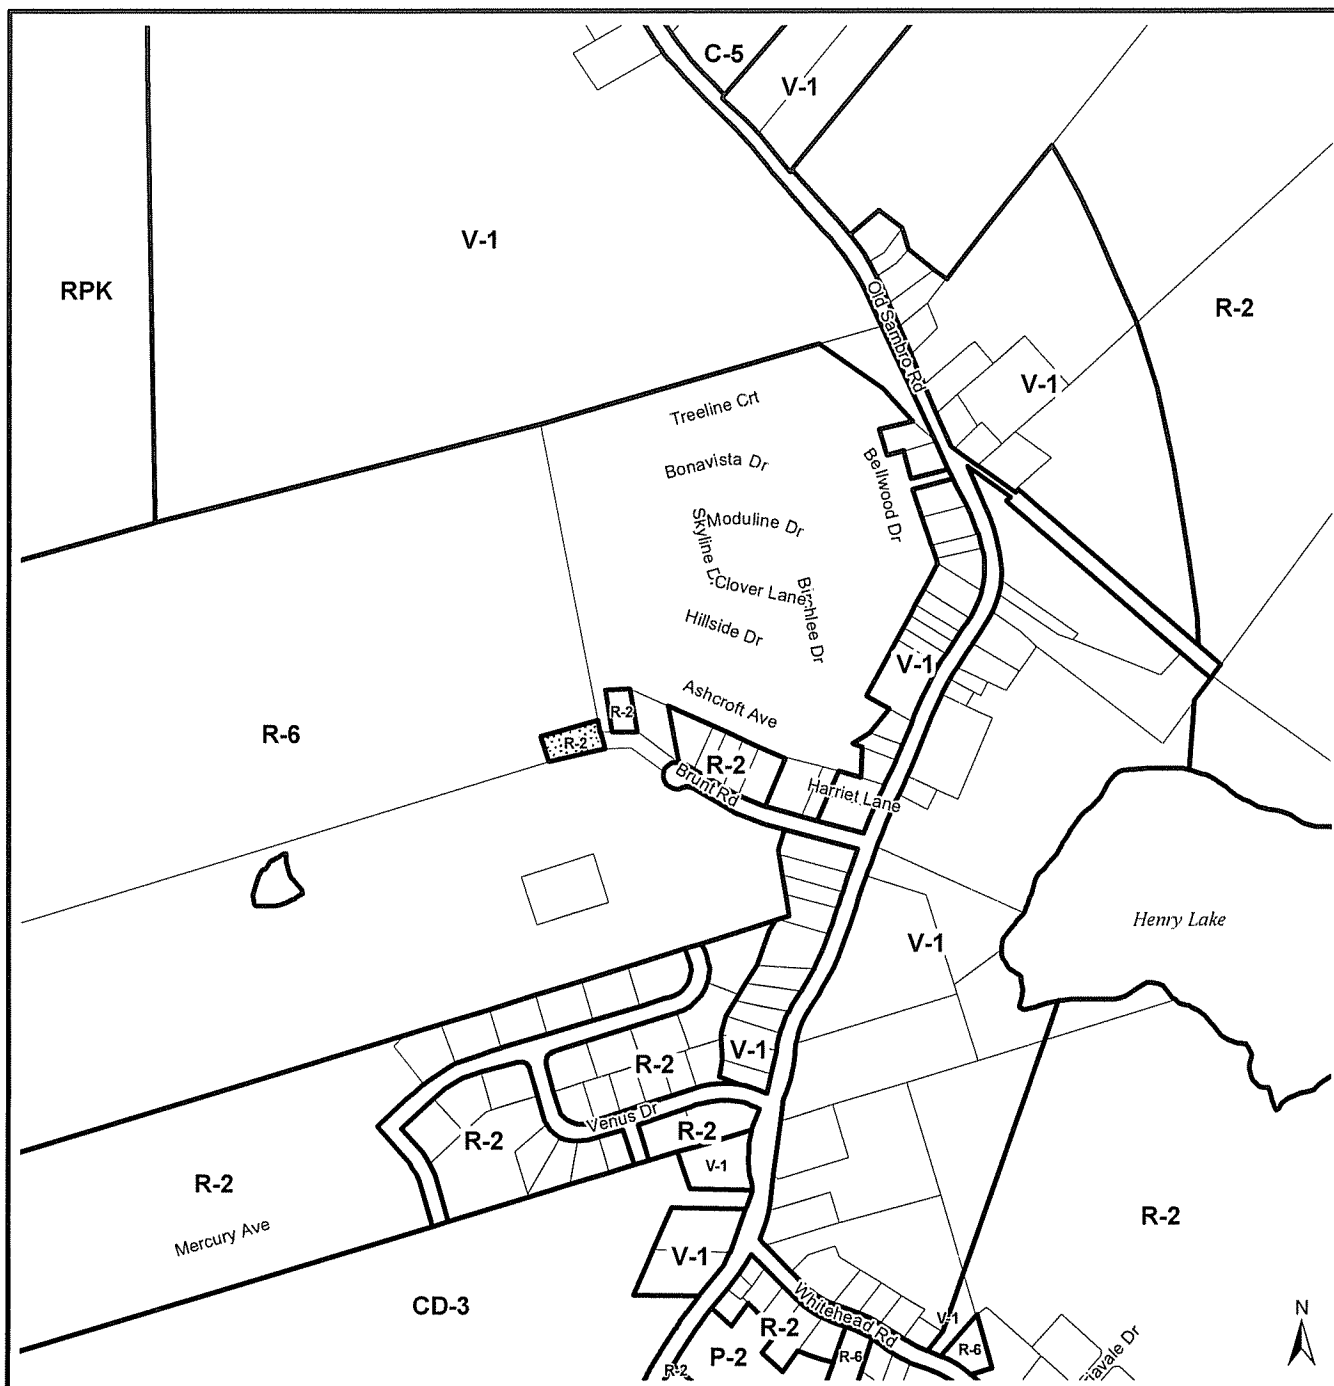 C-5
V-1
V-1
RPK
R-2
Old Sambro Rd
V-1
Treeline Crt
Bonavista Dr
Bellwood Dr
Moduline Dr
Skyline D
Clover Lane
Birchlee Dr
Hillside Dr
V-1
Ashcroft Ave
R-2
R-6
R-2
R-2
Brunt Rd
Harriet Lane
Henry Lake
V-1
V-1
R-2
Venus Dr
R-2
R-2
V-1
R-2
R-2
Mercury Ave
V-1
CD-3
Whitehead Rd
V-1
N
R-2
R-6
R-6
P-2
R-2
iavale Dr